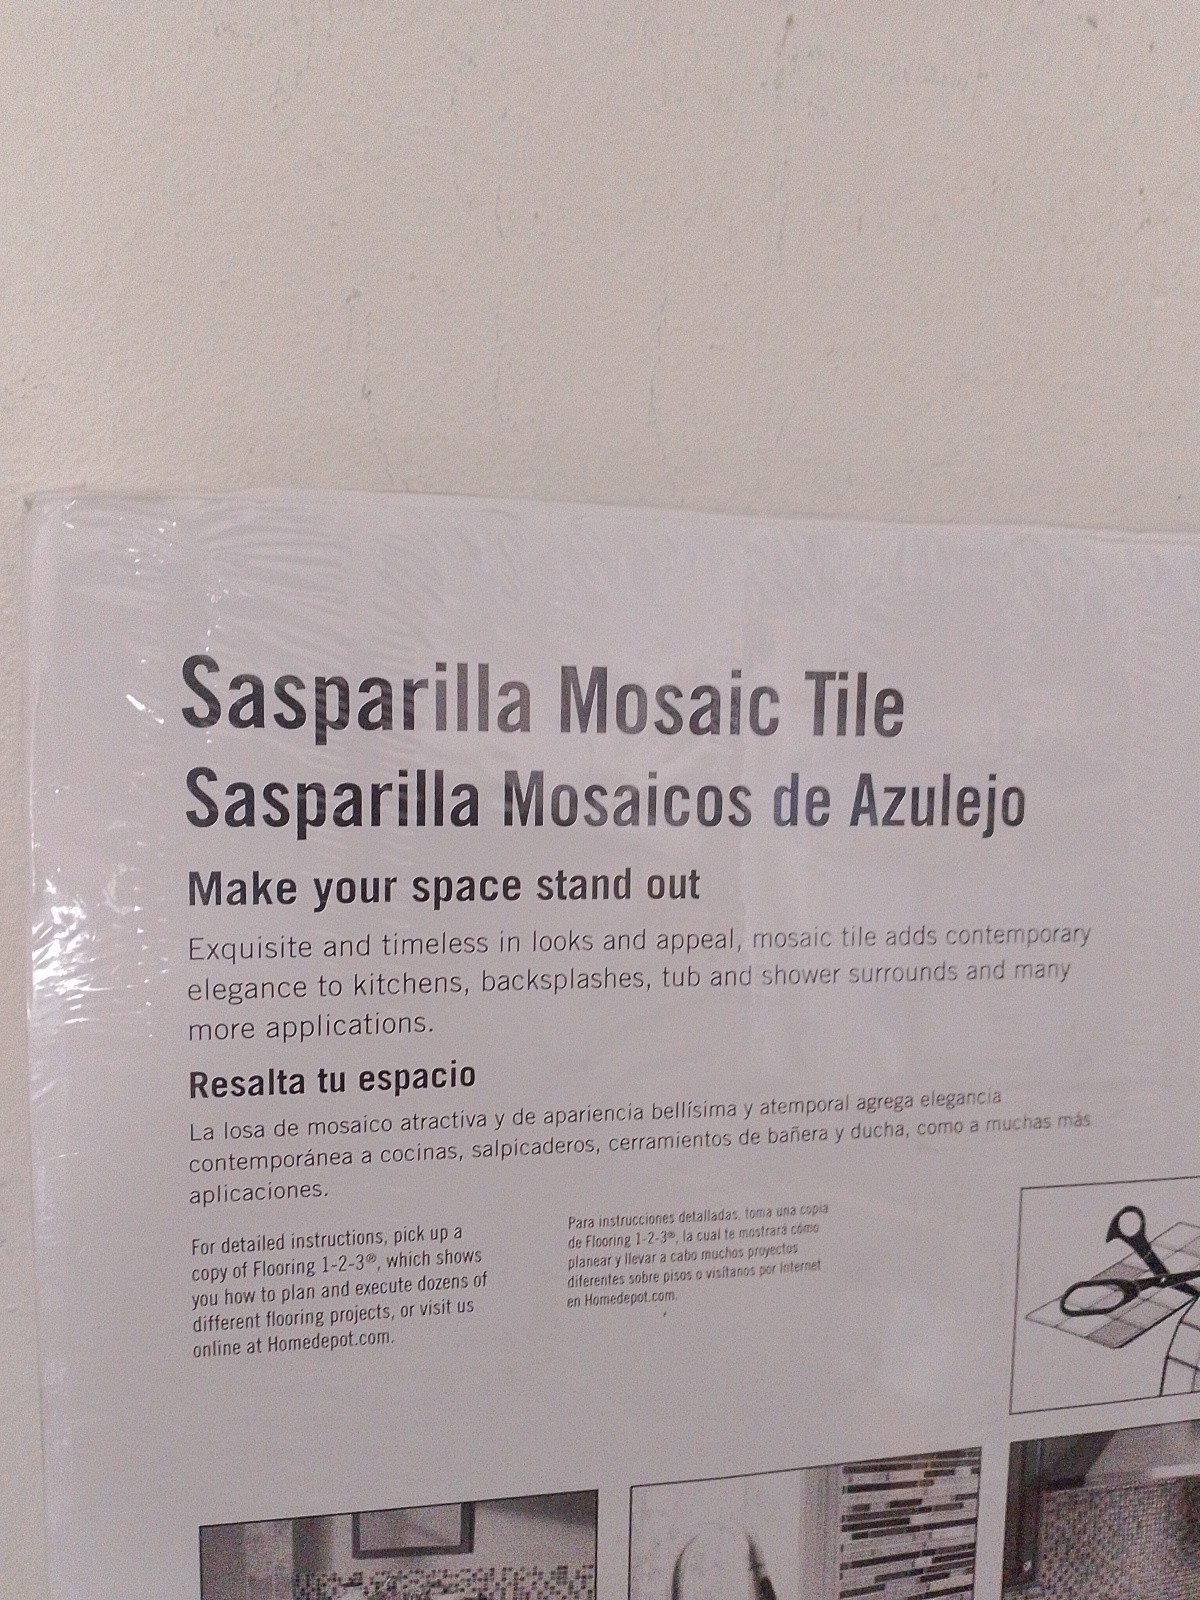 Sasparilla Mosaic Tile
Sasparilla Mosaicos de Azulejo
Make your space stand out
Exquisite and timeless in looks and appeal, mosaic tile adds contemporary
elegance to kitchens, backsplashes, tub and shower surrounds and many
more applications.
Resalta tu espacio
La losa de mosaico atractiva y de apariencia bellísima y atemporal agrega elegancia
contemporánea a cocinas, salpicaderos, cerramientos de bañera y ducha, como a muchas más
aplicaciones.
For detailed instructions, pick up a
copy of Flooring 1-2-3®, which shows
you how to plan and execute dozens of
different flooring projects, or visit us
online at Homedepot.com.
Para instrucciones detalladas, toma una copia
de Flooring 1-2-3®, la cual te mostrará cómo
planear y llevar a cabo muchos proyectos
diferentes sobre pisos o visítanos por Internet
en Homedepot.com.